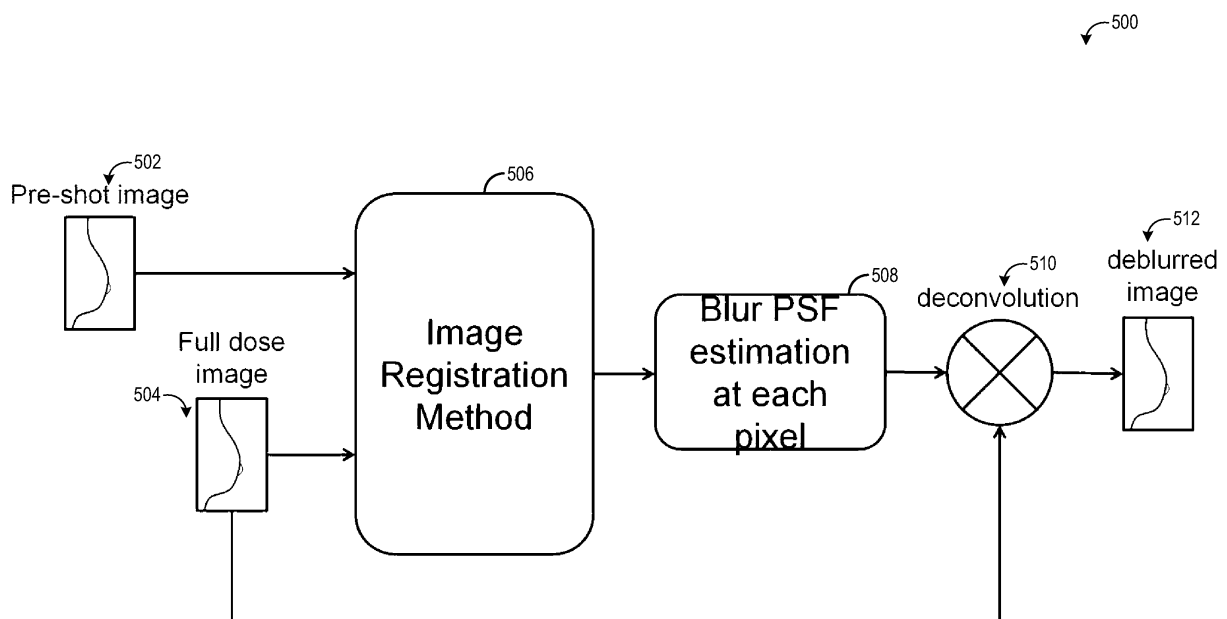 500
502
Pre-shot image
506
Image
Registration
Method
Full dose
image
504
508
Blur PSF
estimation
at each
pixel
510
deconvolution
512
deblurred
image